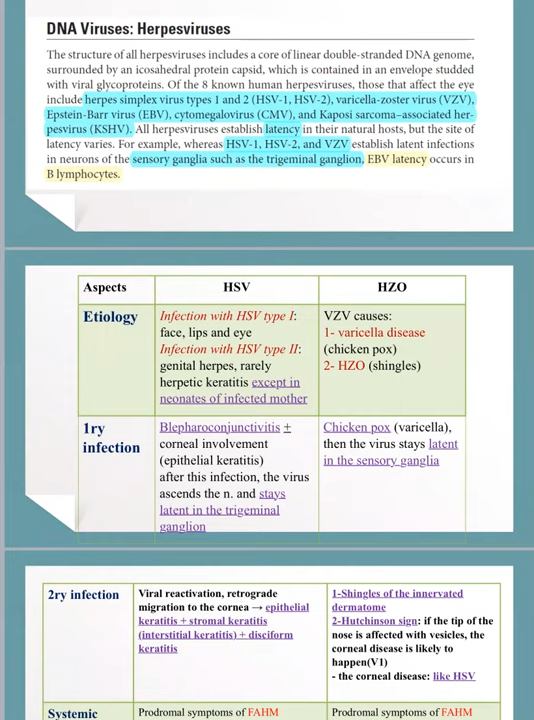 DNA Viruses: Herpesviruses
The structure of all herpesviruses includes a core of linear double-stranded DNA genome,
surrounded by an icosahedral protein capsid, which is contained in an envelope studded
with viral glycoproteins. Of the 8 known human herpesviruses, those that affect the eye
include herpes simplex virus types 1 and 2 (HSV-1, HSV-2), varicella-zoster virus (VZV),
Epstein-Barr virus (EBV), cytomegalovirus (CMV), and Kaposi sarcoma–associated her-
pesvirus (KSHV). All herpesviruses establish latency in their natural hosts, but the site of
latency varies. For example, whereas HSV-1, HSV-2, and VZV establish latent infections
in neurons of the sensory ganglia such as the trigeminal ganglion, EBV latency occurs in
B lymphocytes.
Aspects
HSV
HZO
Etiology
Infection with HSV type I:
face, lips and eye
Infection with HSV type II:
genital herpes, rarely
herpetic keratitis except in
neonates of infected mother
VZV causes:
1- varicella disease
(chicken pox)
2- HZO (shingles)
1ry
infection
Blepharoconjunctivitis ±
corneal involvement
(epithelial keratitis)
after this infection, the virus
ascends the n. and stays
latent in the trigeminal
ganglion
Chicken pox (varicella),
then the virus stays latent
in the sensory ganglia
2ry infection
Viral reactivation, retrograde
migration to the cornea → epithelial
keratitis + stromal keratitis
(interstitial keratitis) + disciform
keratitis
1-Shingles of the innervated
dermatome
2-Hutchinson sign: if the tip of the
nose is affected with vesicles, the
corneal disease is likely to
happen(V1)
- the corneal disease: like HSV
Systemic
Prodromal symptoms of FAHM
Prodromal symptoms of FAHM